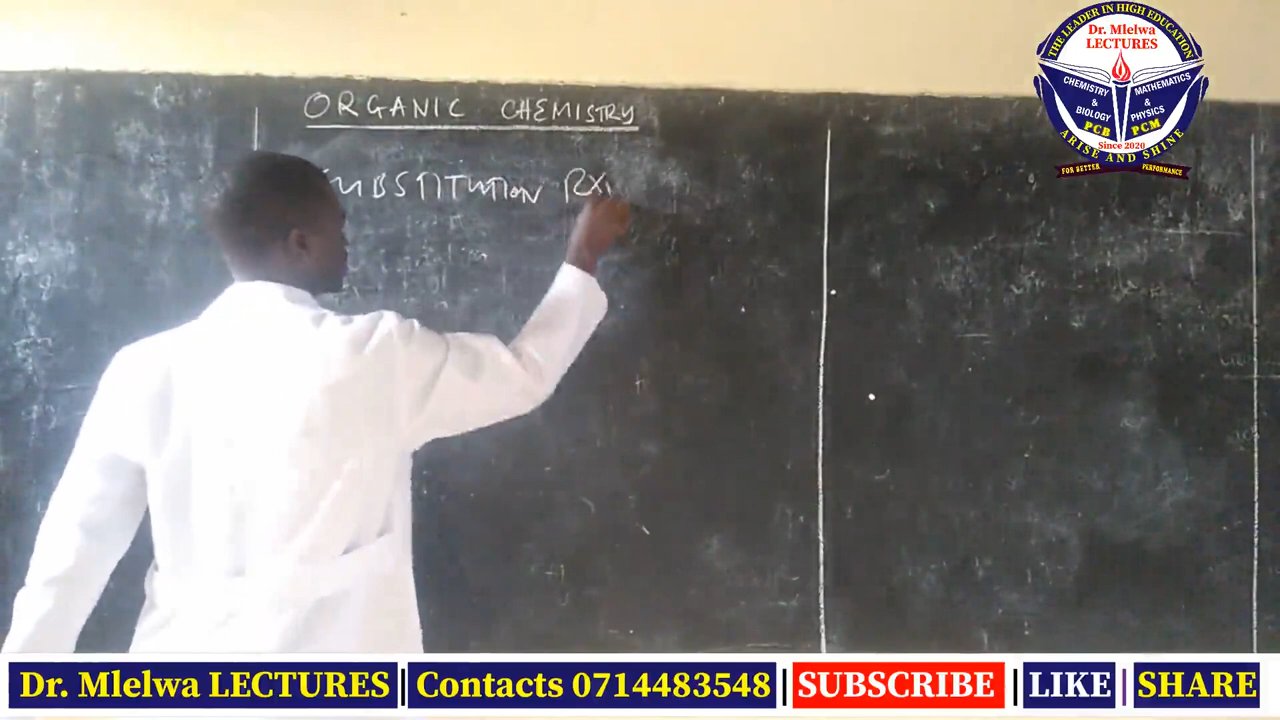 ORGANIC CHEMISTRY
SUBSTITUTION RX
THE LEADER IN HIGH EDUCATION
Dr. Mlelwa
LECTURES
CHEMISTRY
&
BIOLOGY
PCB
MATHEMATICS
&
PHYSICS
PCM
Since 2020
ARISE AND SHINE
FOR BETTER PERFORMANCE
Dr. Mlelwa LECTURES | Contacts 0714483548 | SUBSCRIBE | LIKE | SHARE